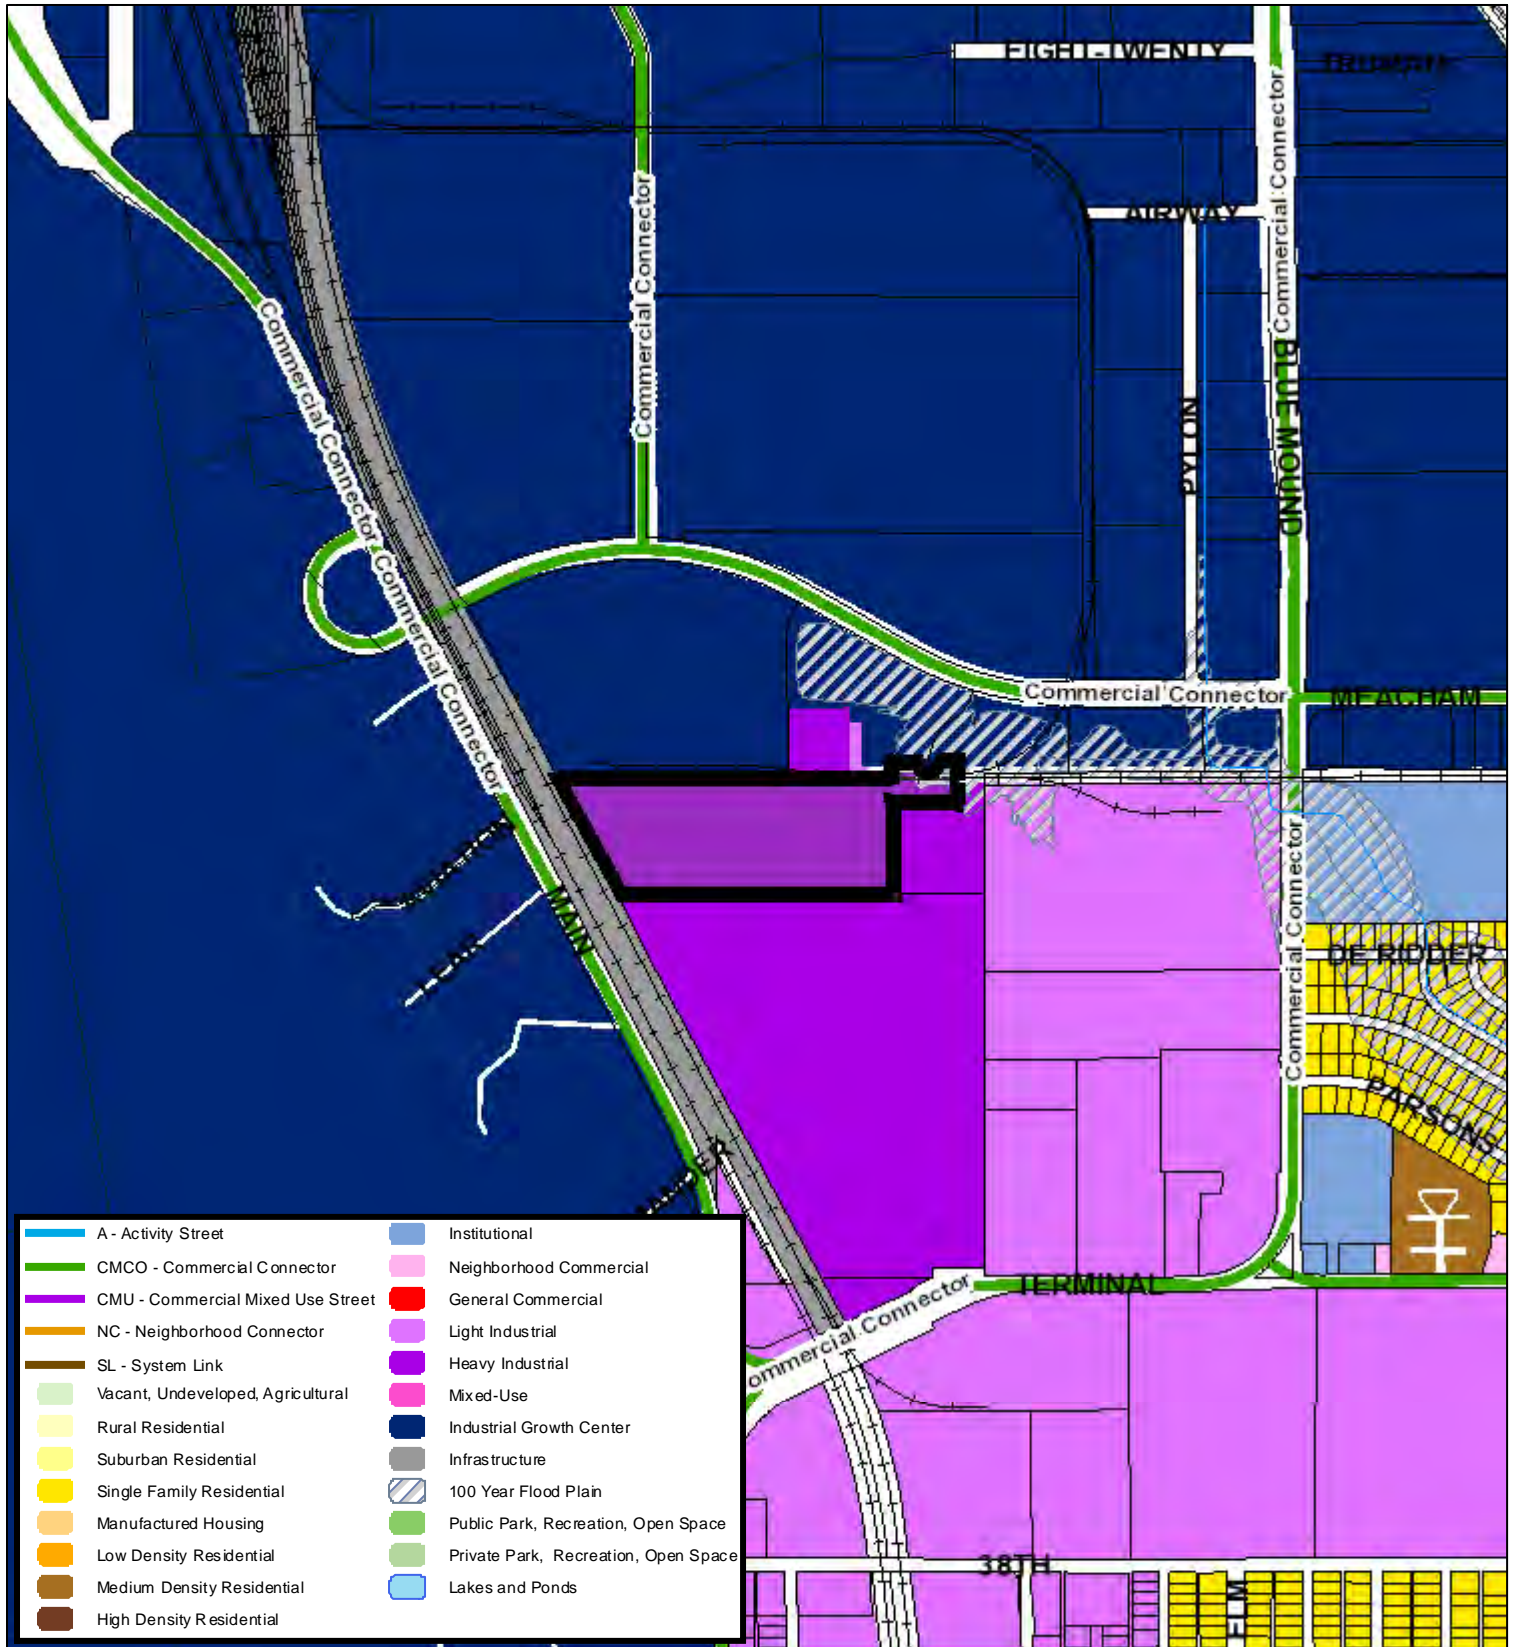 EIGHT-TWENTY
Commercial Connector
Commercial Connector
AIRWAY
Commercial Connector
BLUE MOUND
PYLON
Commercial Connector
Commercial Connector
Commercial Connector
MEACHAM
MAIN
Commercial Connector
DE RIDDER
PARSONS
TERMINAL
ommercial Connector
38TH
ELM
A - Activity Street
CMCO - Commercial Connector
CMU - Commercial Mixed Use Street
NC - Neighborhood Connector
SL - System Link
Vacant, Undeveloped, Agricultural
Rural Residential
Suburban Residential
Single Family Residential
Manufactured Housing
Low Density Residential
Medium Density Residential
High Density Residential
Institutional
Neighborhood Commercial
General Commercial
Light Industrial
Heavy Industrial
Mixed-Use
Industrial Growth Center
Infrastructure
100 Year Flood Plain
Public Park, Recreation, Open Space
Private Park, Recreation, Open Space
Lakes and Ponds